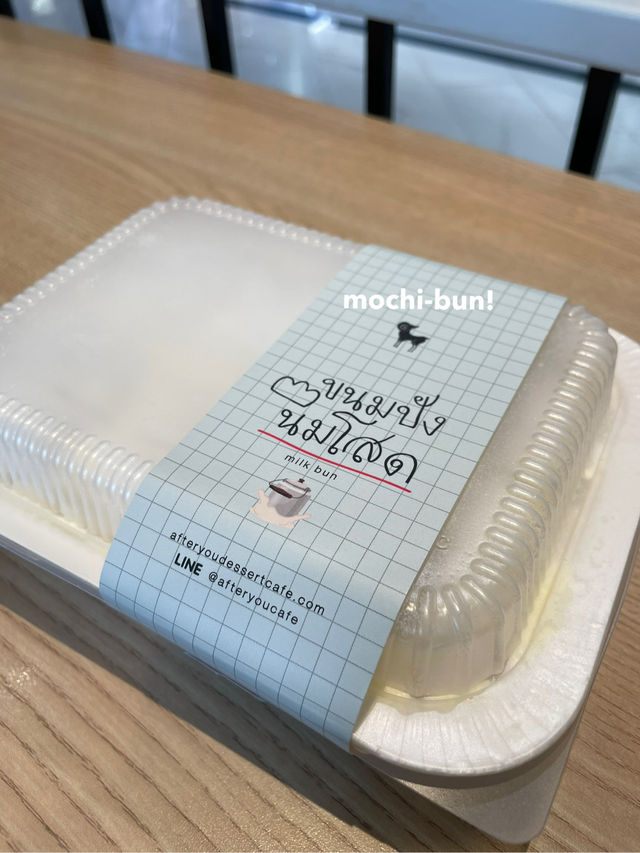 mochi-bun!
ขนมปัง
นมโสด
milk bun
afteryoudessertcafe.com
LINE @afteryoucafe